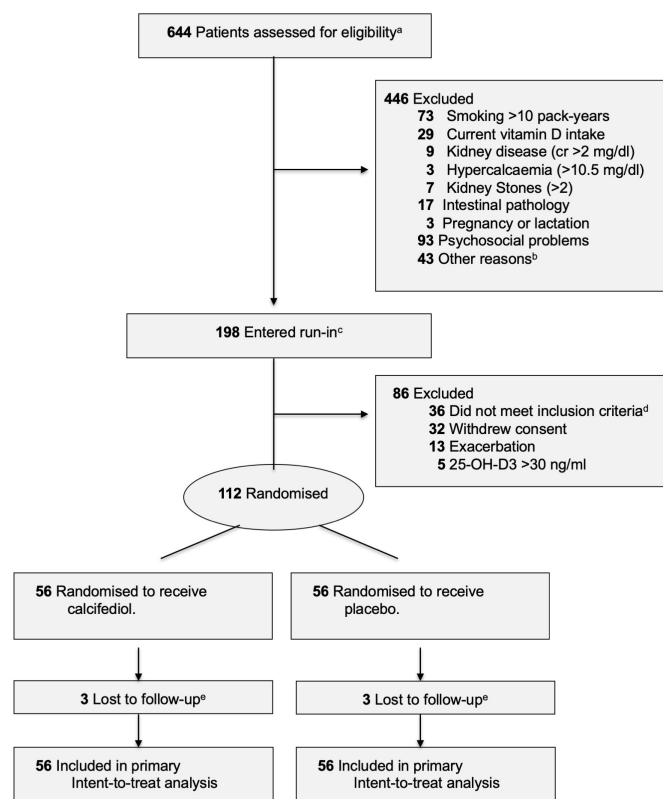 644 Patients assessed for eligibilityᵃ
446 Excluded
73 Smoking >10 pack-years
29 Current vitamin D intake
9 Kidney disease (cr >2 mg/dl)
3 Hypercalcaemia (>10.5 mg/dl)
7 Kidney Stones (>2)
17 Intestinal pathology
3 Pregnancy or lactation
93 Psychosocial problems
43 Other reasonsᵇ
198 Entered run-inᶜ
86 Excluded
36 Did not meet inclusion criteriaᵈ
32 Withdrew consent
13 Exacerbation
5 25-OH-D3 >30 ng/ml
112 Randomised
56 Randomised to receive
calcifediol.
56 Randomised to receive
placebo.
3 Lost to follow-upᵉ
3 Lost to follow-upᵉ
56 Included in primary
Intent-to-treat analysis
56 Included in primary
Intent-to-treat analysis